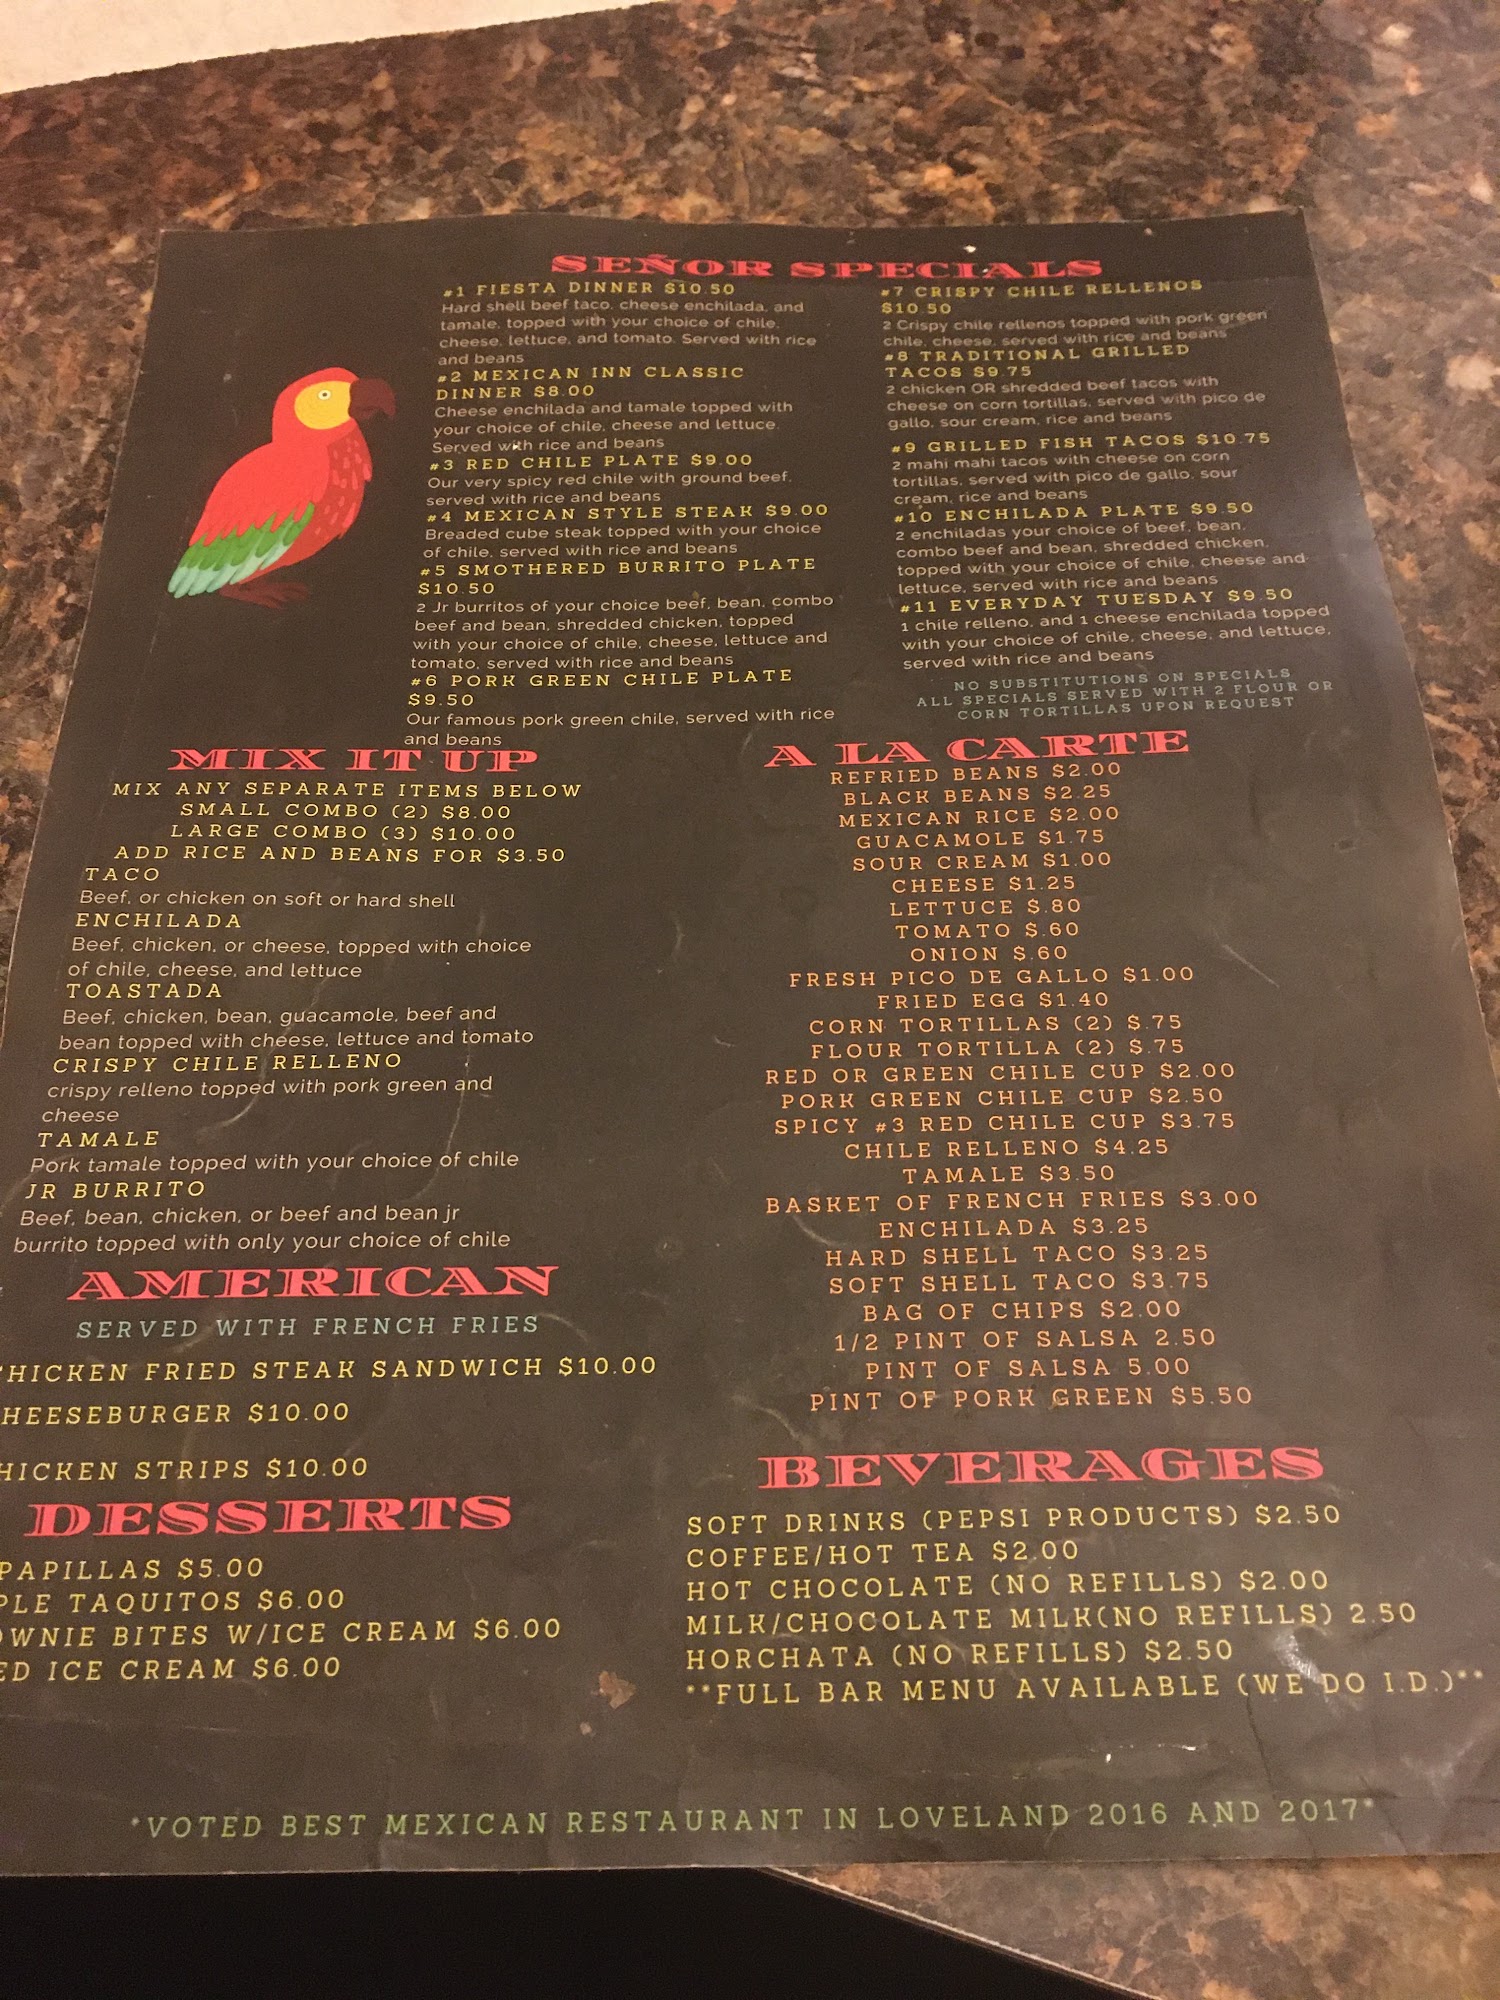 SEÑOR SPECIALS
#1 FIESTA DINNER $10.50
Hard shell beef taco, cheese enchilada, and
tamale, topped with your choice of chile,
cheese, lettuce, and tomato. Served with rice
and beans
#2 MEXICAN INN CLASSIC
DINNER $8.00
Cheese enchilada and tamale topped with
your choice of chile, cheese and lettuce.
Served with rice and beans
#3 RED CHILE PLATE $9.00
Our very spicy red chile with ground beef,
served with rice and beans
#4 MEXICAN STYLE STEAK $9.00
Breaded cube steak topped with your choice
of chile, served with rice and beans
#5 SMOTHERED BURRITO PLATE
$10.50
2 Jr burritos of your choice beef, bean, combo
beef and bean, shredded chicken, topped
with your choice of chile, cheese, lettuce and
tomato, served with rice and beans
#6 PORK GREEN CHILE PLATE
$9.50
Our famous pork green chile, served with rice
and beans
#7 CRISPY CHILE RELLENOS
$10.50
2 Crispy chile rellenos topped with pork green
chile, cheese, served with rice and beans
#8 TRADITIONAL GRILLED
TACOS $9.75
2 chicken OR shredded beef tacos with
cheese on corn tortillas, served with pico de
gallo, sour cream, rice and beans
#9 GRILLED FISH TACOS $10.75
2 mahi mahi tacos with cheese on corn
tortillas, served with pico de gallo, sour
cream, rice and beans
#10 ENCHILADA PLATE $9.50
2 enchiladas your choice of beef, bean,
combo beef and bean, shredded chicken,
topped with your choice of chile, cheese and
lettuce, served with rice and beans
#11 EVERYDAY TUESDAY $9.50
1 chile relleno, and 1 cheese enchilada topped
with your choice of chile, cheese, and lettuce,
served with rice and beans
NO SUBSTITUTIONS ON SPECIALS
ALL SPECIALS SERVED WITH 2 FLOUR OR
CORN TORTILLAS UPON REQUEST
MIX IT UP
MIX ANY SEPARATE ITEMS BELOW
SMALL COMBO (2) $8.00
LARGE COMBO (3) $10.00
ADD RICE AND BEANS FOR $3.50
TACO
Beef, or chicken on soft or hard shell
ENCHILADA
Beef, chicken, or cheese, topped with choice
of chile, cheese, and lettuce
TOASTADA
Beef, chicken, bean, guacamole, beef and
bean topped with cheese, lettuce and tomato
CRISPY CHILE RELLENO
crispy relleno topped with pork green and
cheese
TAMALE
Pork tamale topped with your choice of chile
JR BURRITO
Beef, bean, chicken, or beef and bean jr
burrito topped with only your choice of chile
AMERICAN
SERVED WITH FRENCH FRIES
HICKEN FRIED STEAK SANDWICH $10.00
HEESEBURGER $10.00
HICKEN STRIPS $10.00
DESSERTS
PAPILLAS $5.00
PLE TAQUITOS $6.00
OWNIE BITES W/ICE CREAM $6.00
ED ICE CREAM $6.00
A LA CARTE
REFRIED BEANS $2.00
BLACK BEANS $2.25
MEXICAN RICE $2.00
GUACAMOLE $1.75
SOUR CREAM $1.00
CHEESE $1.25
LETTUCE $.80
TOMATO $.60
ONION $.60
FRESH PICO DE GALLO $1.00
FRIED EGG $1.40
CORN TORTILLAS (2) $.75
FLOUR TORTILLA (2) $.75
RED OR GREEN CHILE CUP $2.00
PORK GREEN CHILE CUP $2.50
SPICY #3 RED CHILE CUP $3.75
CHILE RELLENO $4.25
TAMALE $3.50
BASKET OF FRENCH FRIES $3.00
ENCHILADA $3.25
HARD SHELL TACO $3.25
SOFT SHELL TACO $3.75
BAG OF CHIPS $2.00
1/2 PINT OF SALSA 2.50
PINT OF SALSA 5.00
PINT OF PORK GREEN $5.50
BEVERAGES
SOFT DRINKS (PEPSI PRODUCTS) $2.50
COFFEE/HOT TEA $2.00
HOT CHOCOLATE (NO REFILLS) $2.00
MILK/CHOCOLATE MILK(NO REFILLS) 2.50
HORCHATA (NO REFILLS) $2.50
**FULL BAR MENU AVAILABLE (WE DO I.D.)**
*VOTED BEST MEXICAN RESTAURANT IN LOVELAND 2016 AND 2017*